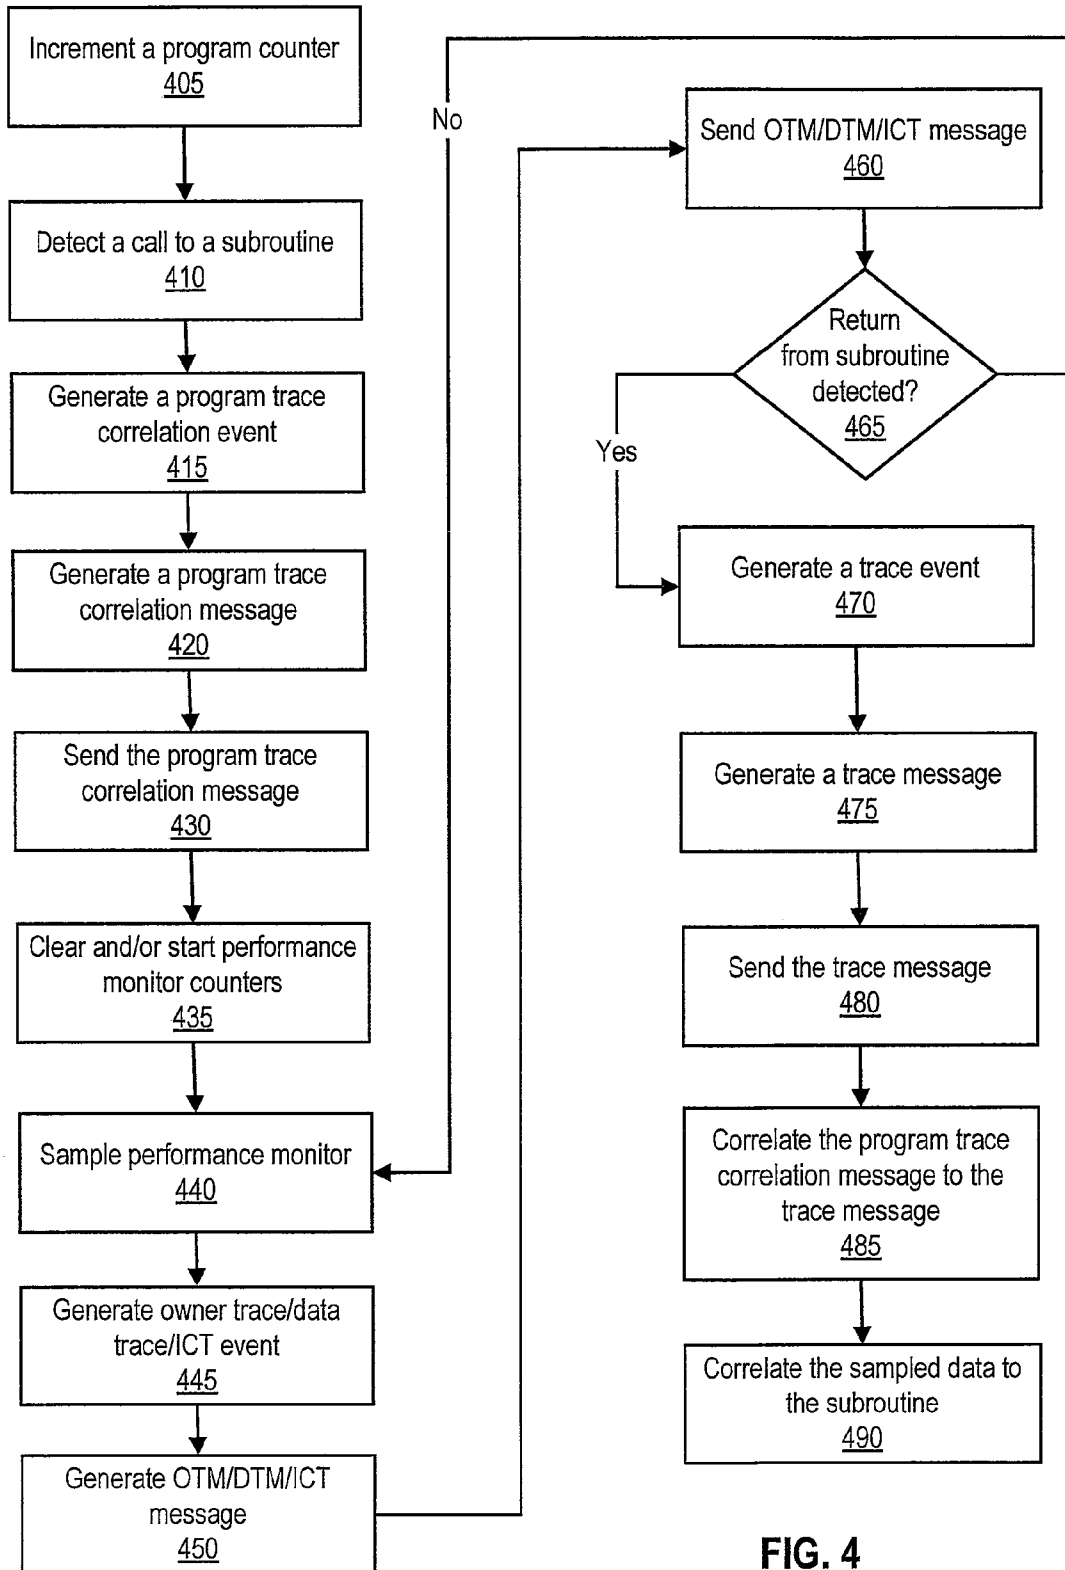 Increment a program counter
405
Detect a call to a subroutine
410
Generate a program trace
correlation event
415
Generate a program trace
correlation message
420
Send the program trace
correlation message
430
Clear and/or start performance
monitor counters
435
Sample performance monitor
440
Generate owner trace/data
trace/ICT event
445
Generate OTM/DTM/ICT
message
450
No
Send OTM/DTM/ICT message
460
Return
from subroutine
detected?
465
Yes
Generate a trace event
470
Generate a trace message
475
Send the trace message
480
Correlate the program trace
correlation message to the
trace message
485
Correlate the sampled data to
the subroutine
490
FIG. 4